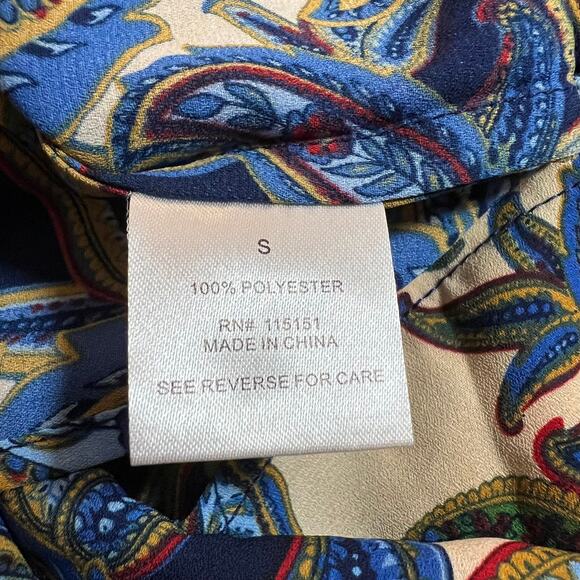 S
100% POLYESTER
RN# 115151
MADE IN CHINA
SEE REVERSE FOR CARE